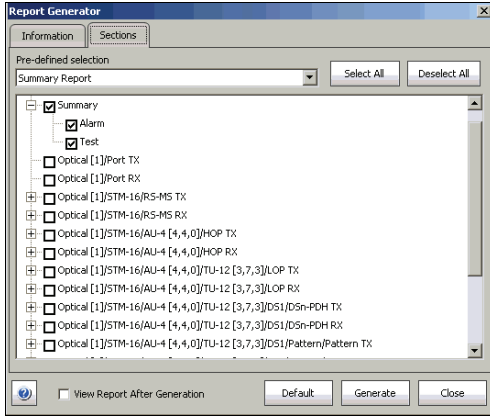 Report Generator
Information Sections
Pre-defined selection
Summary Report Select All Deselect All
Summary
Alarm
Test
Optical [1]/Port TX
Optical [1]/Port RX
Optical [1]/STM-16/RS-MS TX
Optical [1]/STM-16/RS-MS RX
Optical [1]/STM-16/AU-4 [4,4,0]/HOP TX
Optical [1]/STM-16/AU-4 [4,4,0]/HOP RX
Optical [1]/STM-16/AU-4 [4,4,0]/TU-12 [3,7,3]/LOP TX
Optical [1]/STM-16/AU-4 [4,4,0]/TU-12 [3,7,3]/LOP RX
Optical [1]/STM-16/AU-4 [4,4,0]/TU-12 [3,7,3]/DS1/DSn-PDH TX
Optical [1]/STM-16/AU-4 [4,4,0]/TU-12 [3,7,3]/DS1/DSn-PDH RX
Optical [1]/STM-16/AU-4 [4,4,0]/TU-12 [3,7,3]/DS1/Pattern/Pattern TX
View Report After Generation Default Generate Close